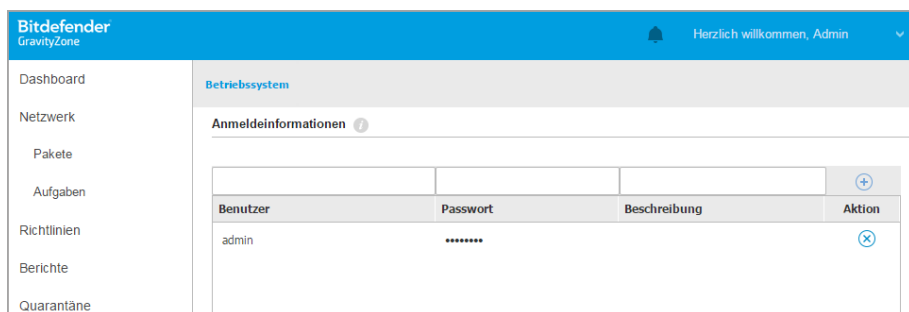 Bitdefender
GravityZone
Herzlich willkommen, Admin
Dashboard
Netzwerk
Pakete
Aufgaben
Richtlinien
Berichte
Quarantäne
Betriebssystem
Anmeldeinformationen
Benutzer Passwort Beschreibung Aktion
admin ••••••••